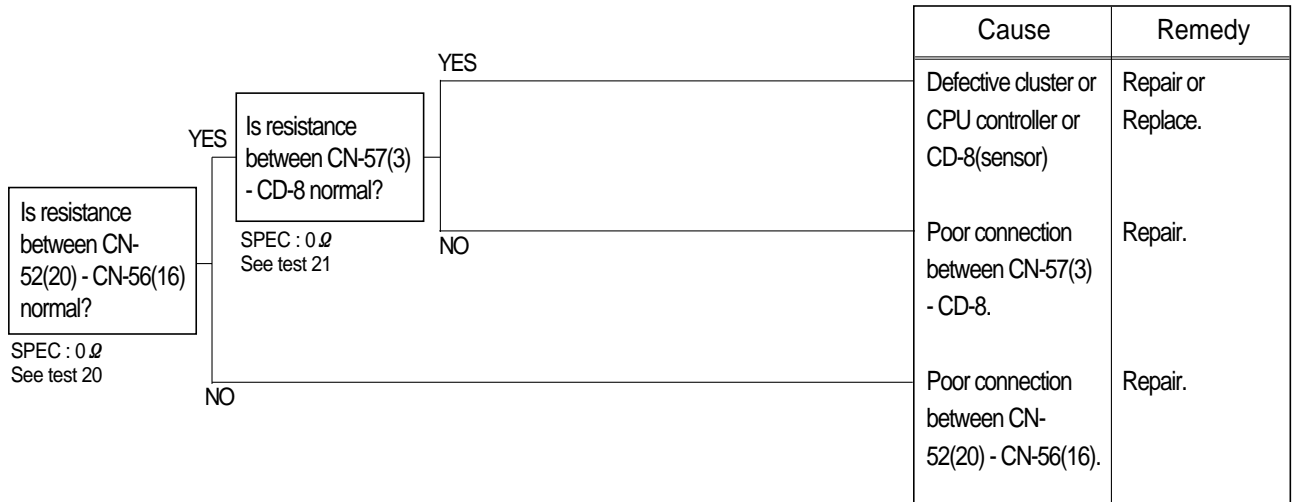 Cause
Remedy
YES
Defective cluster or
CPU controller or
CD-8(sensor)
Repair or
Replace.
YES
Is resistance
between CN-57(3)
- CD-8 normal?
SPEC : 0 Ω
See test 21
NO
Poor connection
between CN-57(3)
- CD-8.
Repair.
Is resistance
between CN-
52(20) - CN-56(16)
normal?
SPEC : 0 Ω
See test 20
NO
Poor connection
between CN-
52(20) - CN-56(16).
Repair.